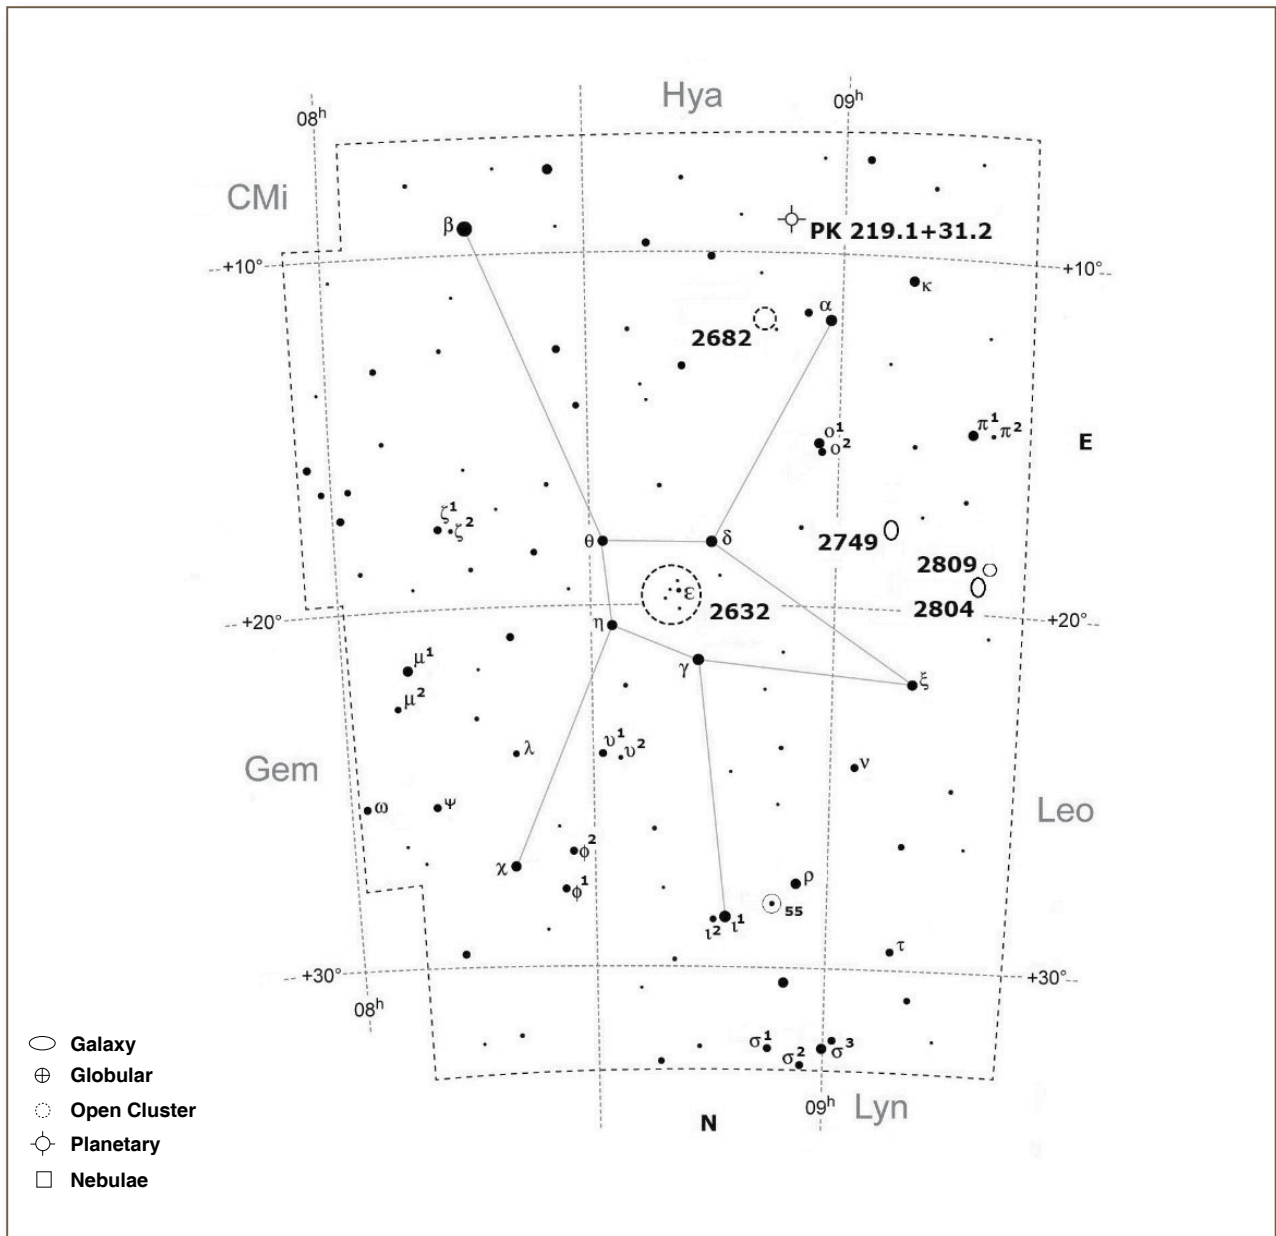 Hya
09ʰ
08ʰ
CMi
β
PK 219.1+31.2
+10°
+10°
κ
α
2682
ο¹
ο²
π¹
π²
E
ζ¹
ζ²
θ
δ
2749
2809
ε
2632
2804
η
+20°
+20°
γ
ξ
μ¹
μ²
λ
υ¹
υ²
ν
Gem
Leo
ω
ψ
φ²
χ
φ¹
ρ
55
ι²
ι¹
τ
+30°
+30°
08ʰ
σ¹
σ²
σ³
09ʰ
Lyn
N
Galaxy
Globular
Open Cluster
Planetary
Nebulae